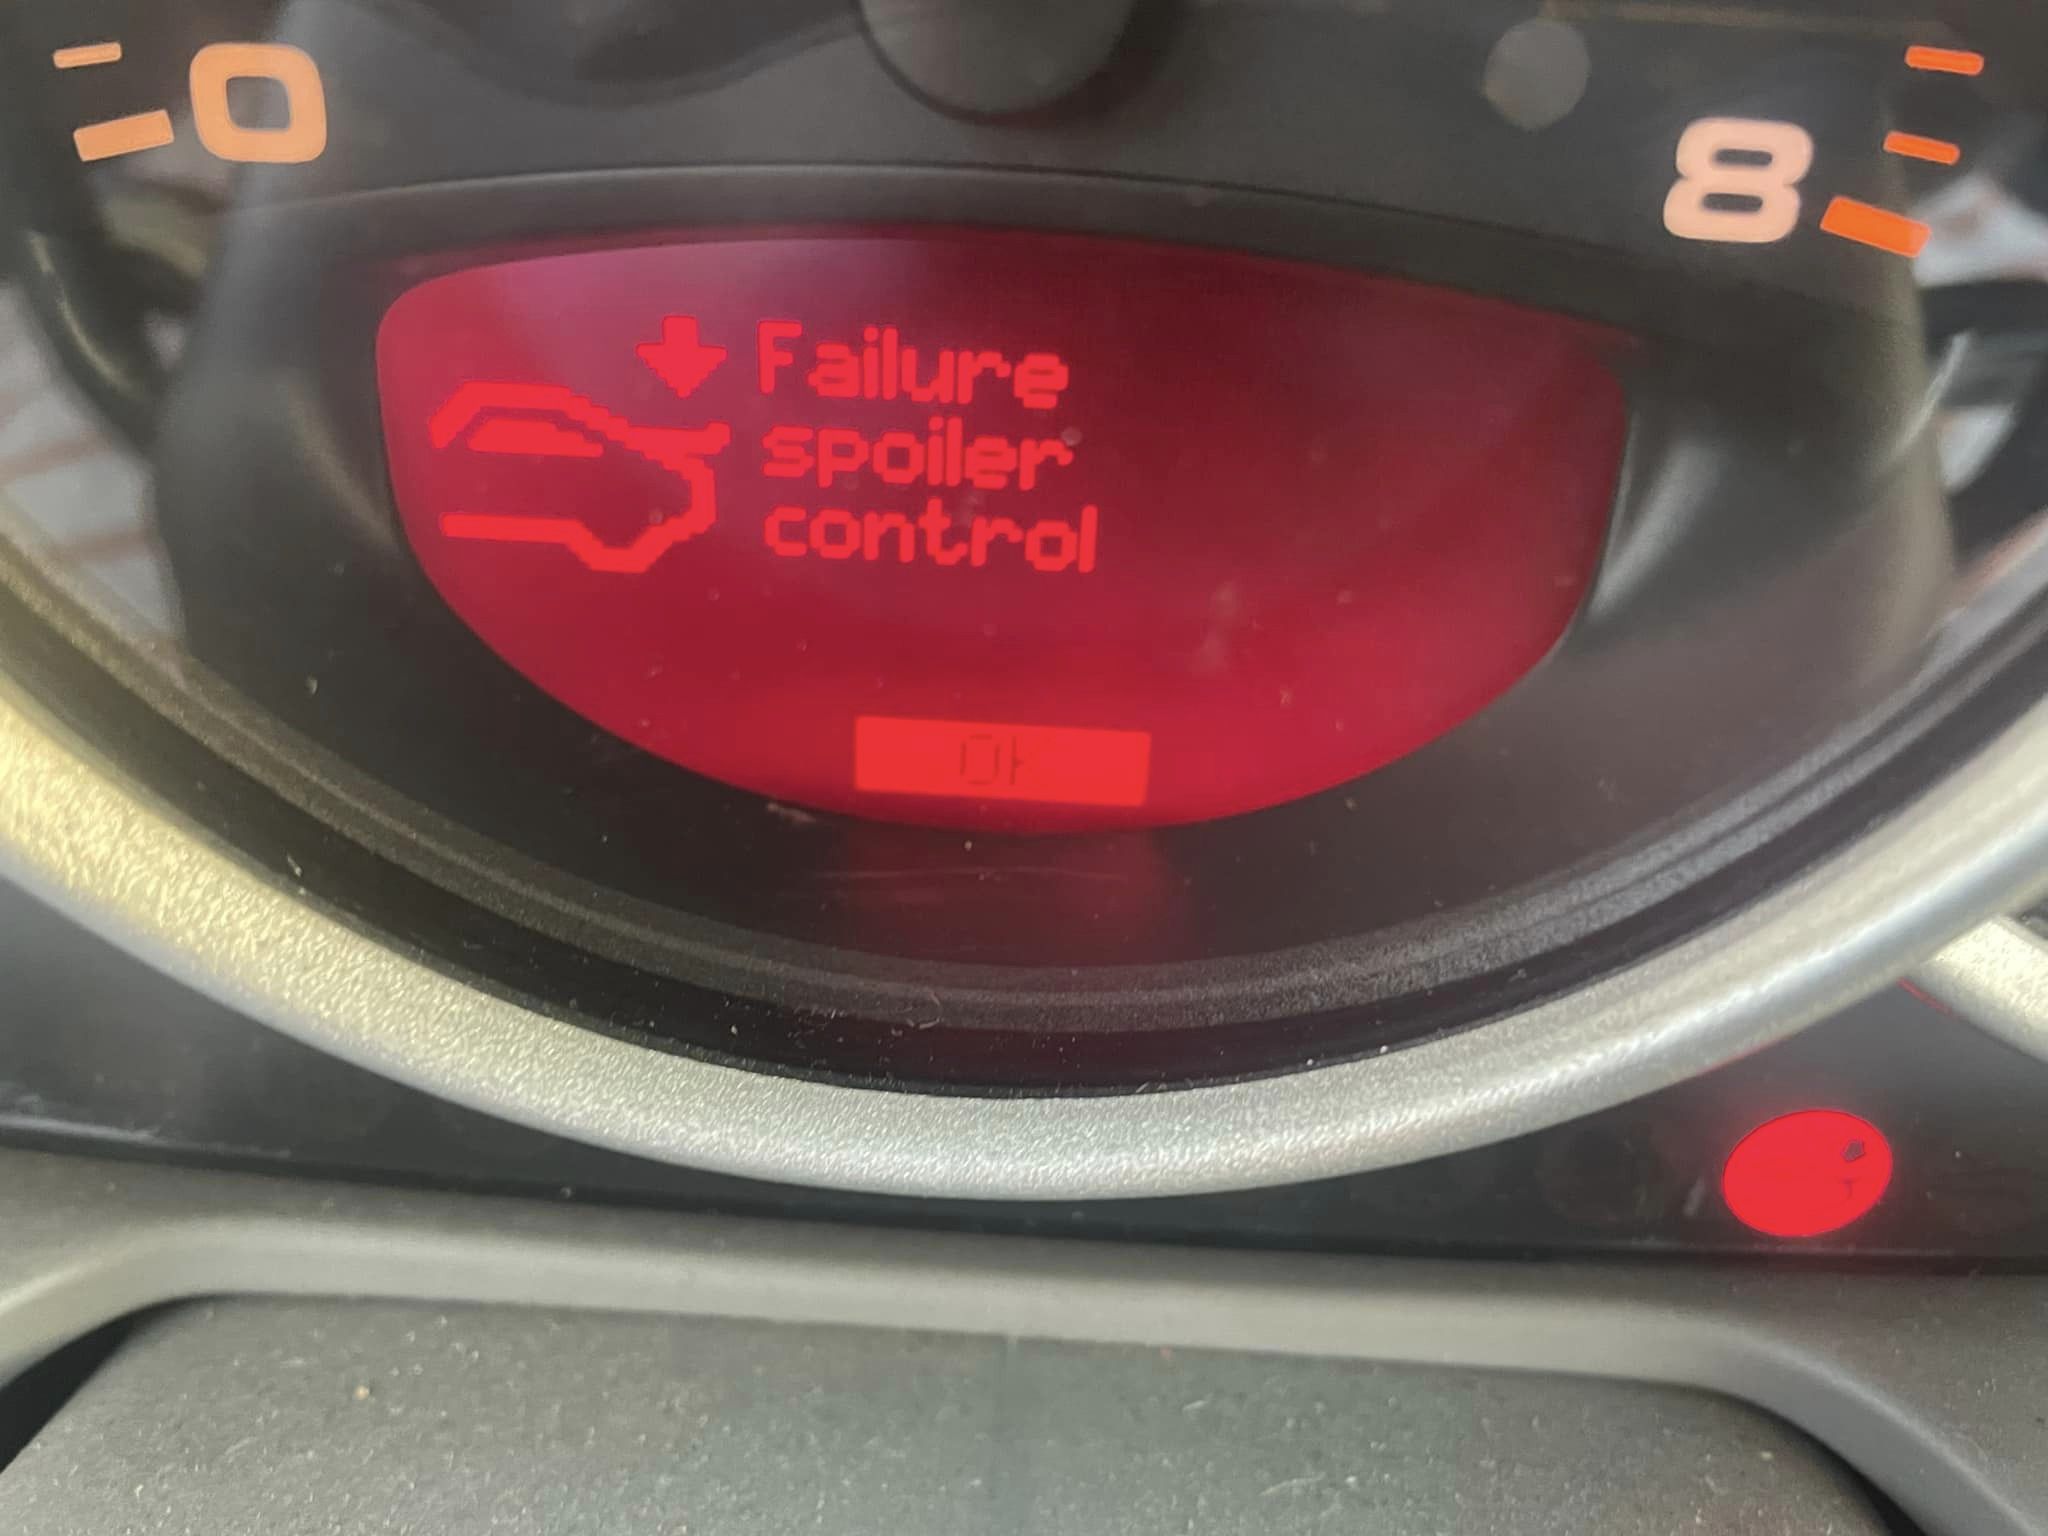 0
8
Failure
spoiler
control
OK